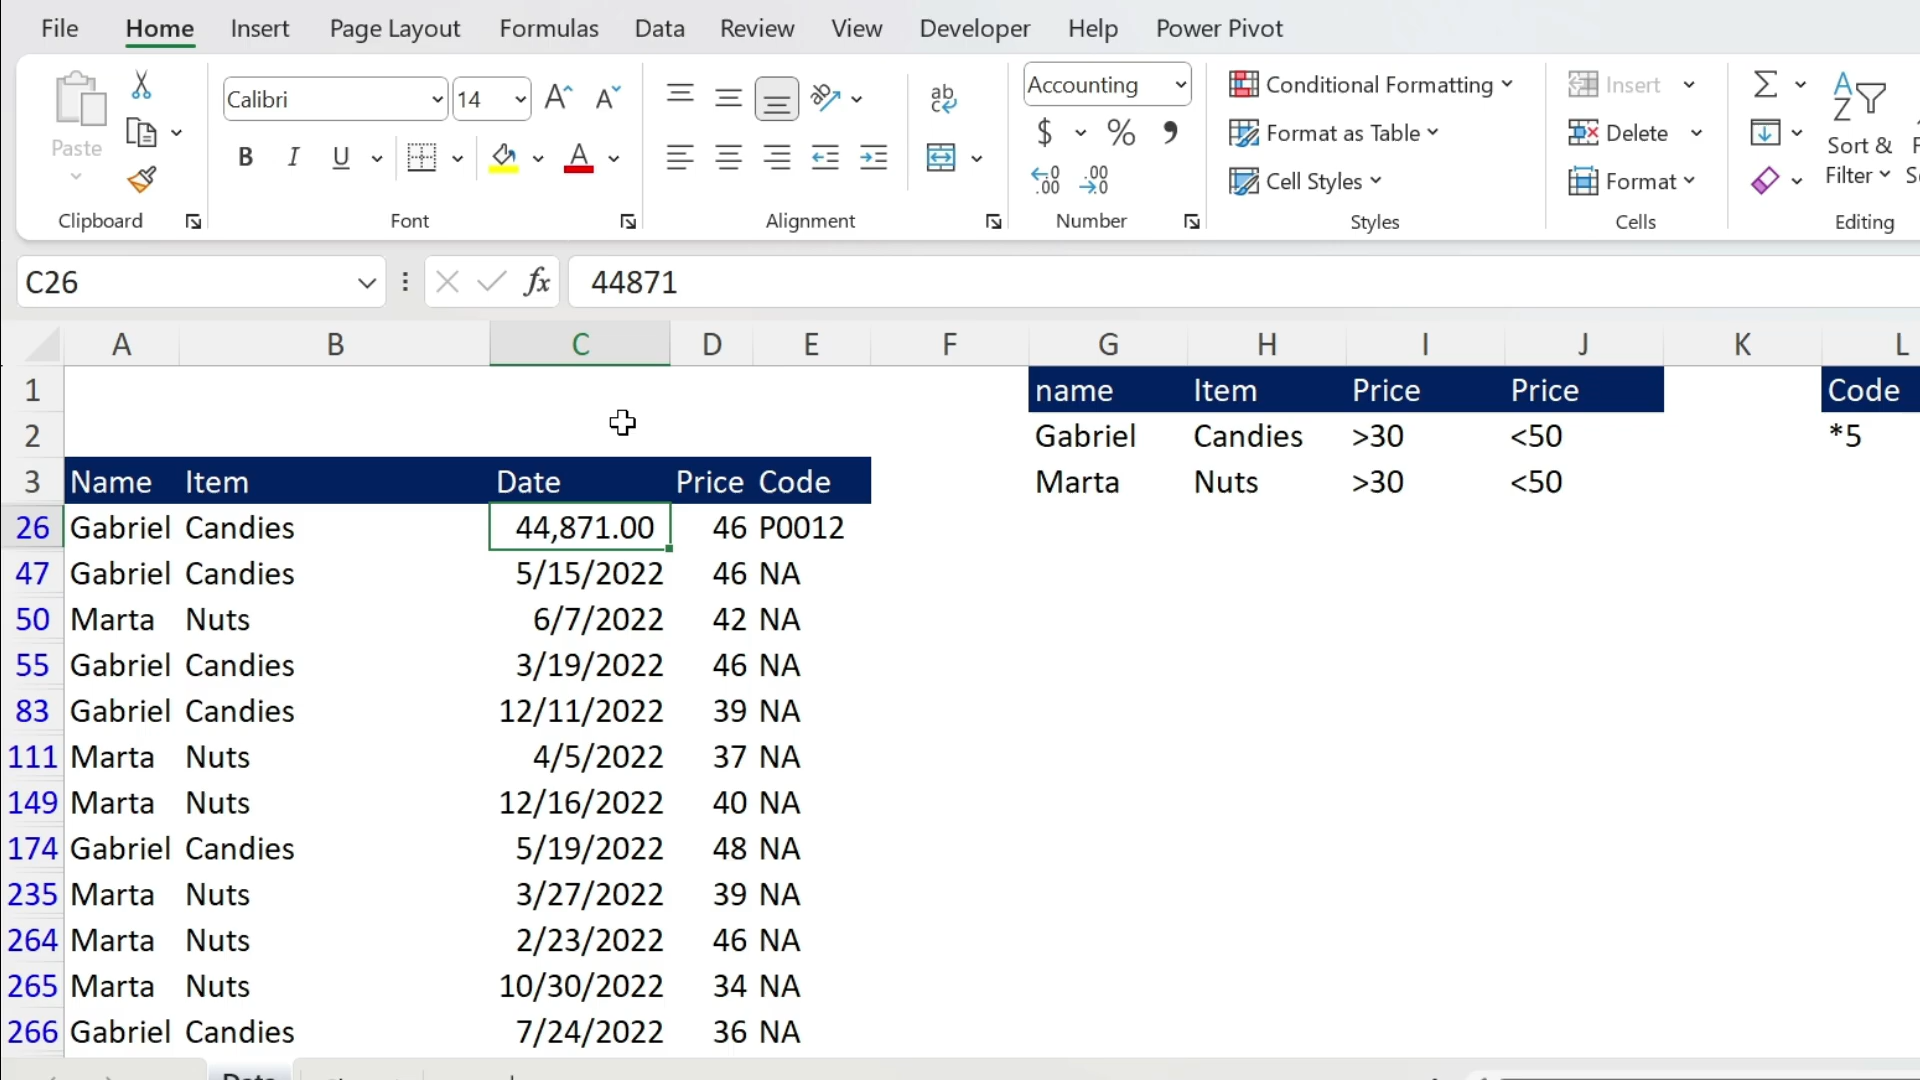 File Home Insert Page Layout Formulas Data Review View Developer Help Power Pivot
Paste
Clipboard
Calibri 14
B I U A
Font
ab
Alignment
Accounting
$ % ,
Number
Conditional Formatting
Format as Table
Cell Styles
Styles
Insert
Delete
Format
Cells
Sort &
Filter
Editing
C26 fx 44871
A B C D E F G H I J K L
1 name Item Price Price Code
2 Gabriel Candies >30 <50 *5
3 Name Item Date Price Code Marta Nuts >30 <50
26 Gabriel Candies 44,871.00 46 P0012
47 Gabriel Candies 5/15/2022 46 NA
50 Marta Nuts 6/7/2022 42 NA
55 Gabriel Candies 3/19/2022 46 NA
83 Gabriel Candies 12/11/2022 39 NA
111 Marta Nuts 4/5/2022 37 NA
149 Marta Nuts 12/16/2022 40 NA
174 Gabriel Candies 5/19/2022 48 NA
235 Marta Nuts 3/27/2022 39 NA
264 Marta Nuts 2/23/2022 46 NA
265 Marta Nuts 10/30/2022 34 NA
266 Gabriel Candies 7/24/2022 36 NA